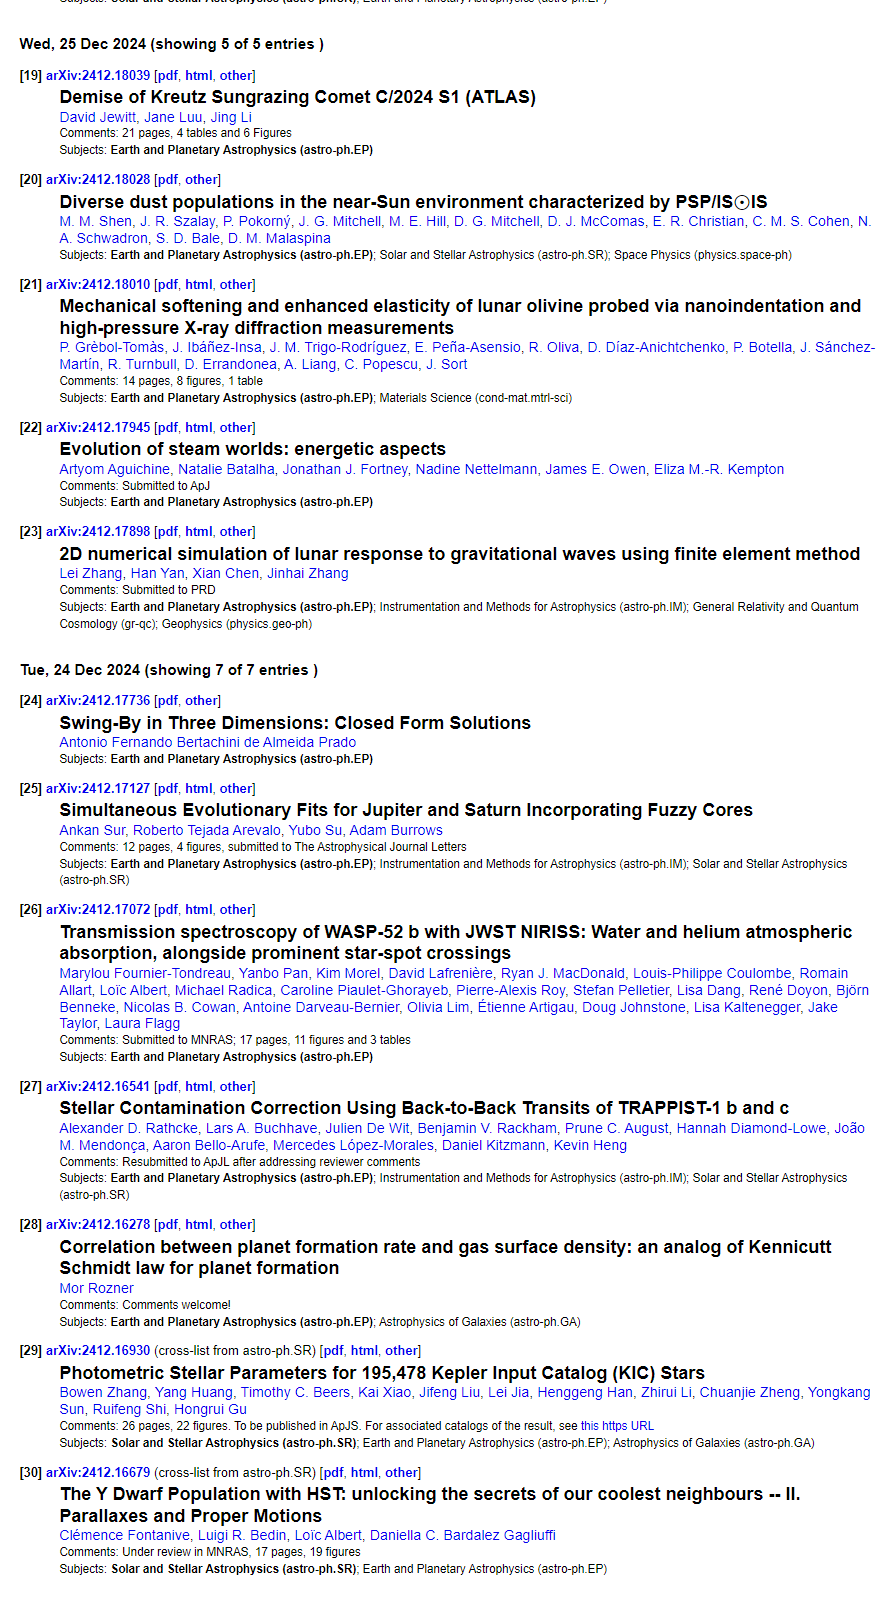 Subjects: Solar and Stellar Astrophysics (astro-ph.SR); Earth and Planetary Astrophysics (astro-ph.EP)
Wed, 25 Dec 2024 (showing 5 of 5 entries )
[19] arXiv:2412.18039 [pdf, html, other]
Demise of Kreutz Sungrazing Comet C/2024 S1 (ATLAS)
David Jewitt, Jane Luu, Jing Li
Comments: 21 pages, 4 tables and 6 Figures
Subjects: Earth and Planetary Astrophysics (astro-ph.EP)
[20] arXiv:2412.18028 [pdf, other]
Diverse dust populations in the near-Sun environment characterized by PSP/IS☉IS
M. M. Shen, J. R. Szalay, P. Pokorný, J. G. Mitchell, M. E. Hill, D. G. Mitchell, D. J. McComas, E. R. Christian, C. M. S. Cohen, N.
A. Schwadron, S. D. Bale, D. M. Malaspina
Subjects: Earth and Planetary Astrophysics (astro-ph.EP); Solar and Stellar Astrophysics (astro-ph.SR); Space Physics (physics.space-ph)
[21] arXiv:2412.18010 [pdf, html, other]
Mechanical softening and enhanced elasticity of lunar olivine probed via nanoindentation and
high-pressure X-ray diffraction measurements
P. Grèbol-Tomàs, J. Ibáñez-Insa, J. M. Trigo-Rodríguez, E. Peña-Asensio, R. Oliva, D. Díaz-Anichtchenko, P. Botella, J. Sánchez-
Martín, R. Turnbull, D. Errandonea, A. Liang, C. Popescu, J. Sort
Comments: 14 pages, 8 figures, 1 table
Subjects: Earth and Planetary Astrophysics (astro-ph.EP); Materials Science (cond-mat.mtrl-sci)
[22] arXiv:2412.17945 [pdf, html, other]
Evolution of steam worlds: energetic aspects
Artyom Aguichine, Natalie Batalha, Jonathan J. Fortney, Nadine Nettelmann, James E. Owen, Eliza M.-R. Kempton
Comments: Submitted to ApJ
Subjects: Earth and Planetary Astrophysics (astro-ph.EP)
[23] arXiv:2412.17898 [pdf, html, other]
2D numerical simulation of lunar response to gravitational waves using finite element method
Lei Zhang, Han Yan, Xian Chen, Jinhai Zhang
Comments: Submitted to PRD
Subjects: Earth and Planetary Astrophysics (astro-ph.EP); Instrumentation and Methods for Astrophysics (astro-ph.IM); General Relativity and Quantum
Cosmology (gr-qc); Geophysics (physics.geo-ph)
Tue, 24 Dec 2024 (showing 7 of 7 entries )
[24] arXiv:2412.17736 [pdf, other]
Swing-By in Three Dimensions: Closed Form Solutions
Antonio Fernando Bertachini de Almeida Prado
Subjects: Earth and Planetary Astrophysics (astro-ph.EP)
[25] arXiv:2412.17127 [pdf, html, other]
Simultaneous Evolutionary Fits for Jupiter and Saturn Incorporating Fuzzy Cores
Ankan Sur, Roberto Tejada Arevalo, Yubo Su, Adam Burrows
Comments: 12 pages, 4 figures, submitted to The Astrophysical Journal Letters
Subjects: Earth and Planetary Astrophysics (astro-ph.EP); Instrumentation and Methods for Astrophysics (astro-ph.IM); Solar and Stellar Astrophysics
(astro-ph.SR)
[26] arXiv:2412.17072 [pdf, html, other]
Transmission spectroscopy of WASP-52 b with JWST NIRISS: Water and helium atmospheric
absorption, alongside prominent star-spot crossings
Marylou Fournier-Tondreau, Yanbo Pan, Kim Morel, David Lafrenière, Ryan J. MacDonald, Louis-Philippe Coulombe, Romain
Allart, Loïc Albert, Michael Radica, Caroline Piaulet-Ghorayeb, Pierre-Alexis Roy, Stefan Pelletier, Lisa Dang, René Doyon, Björn
Benneke, Nicolas B. Cowan, Antoine Darveau-Bernier, Olivia Lim, Étienne Artigau, Doug Johnstone, Lisa Kaltenegger, Jake
Taylor, Laura Flagg
Comments: Submitted to MNRAS; 17 pages, 11 figures and 3 tables
Subjects: Earth and Planetary Astrophysics (astro-ph.EP)
[27] arXiv:2412.16541 [pdf, html, other]
Stellar Contamination Correction Using Back-to-Back Transits of TRAPPIST-1 b and c
Alexander D. Rathcke, Lars A. Buchhave, Julien De Wit, Benjamin V. Rackham, Prune C. August, Hannah Diamond-Lowe, João
M. Mendonça, Aaron Bello-Arufe, Mercedes López-Morales, Daniel Kitzmann, Kevin Heng
Comments: Resubmitted to ApJL after addressing reviewer comments
Subjects: Earth and Planetary Astrophysics (astro-ph.EP); Instrumentation and Methods for Astrophysics (astro-ph.IM); Solar and Stellar Astrophysics
(astro-ph.SR)
[28] arXiv:2412.16278 [pdf, html, other]
Correlation between planet formation rate and gas surface density: an analog of Kennicutt
Schmidt law for planet formation
Mor Rozner
Comments: Comments welcome!
Subjects: Earth and Planetary Astrophysics (astro-ph.EP); Astrophysics of Galaxies (astro-ph.GA)
[29] arXiv:2412.16930 (cross-list from astro-ph.SR) [pdf, html, other]
Photometric Stellar Parameters for 195,478 Kepler Input Catalog (KIC) Stars
Bowen Zhang, Yang Huang, Timothy C. Beers, Kai Xiao, Jifeng Liu, Lei Jia, Henggeng Han, Zhirui Li, Chuanjie Zheng, Yongkang
Sun, Ruifeng Shi, Hongrui Gu
Comments: 26 pages, 22 figures. To be published in ApJS. For associated catalogs of the result, see this https URL
Subjects: Solar and Stellar Astrophysics (astro-ph.SR); Earth and Planetary Astrophysics (astro-ph.EP); Astrophysics of Galaxies (astro-ph.GA)
[30] arXiv:2412.16679 (cross-list from astro-ph.SR) [pdf, html, other]
The Y Dwarf Population with HST: unlocking the secrets of our coolest neighbours -- II.
Parallaxes and Proper Motions
Clémence Fontanive, Luigi R. Bedin, Loïc Albert, Daniella C. Bardalez Gagliuffi
Comments: Under review in MNRAS, 17 pages, 19 figures
Subjects: Solar and Stellar Astrophysics (astro-ph.SR); Earth and Planetary Astrophysics (astro-ph.EP)